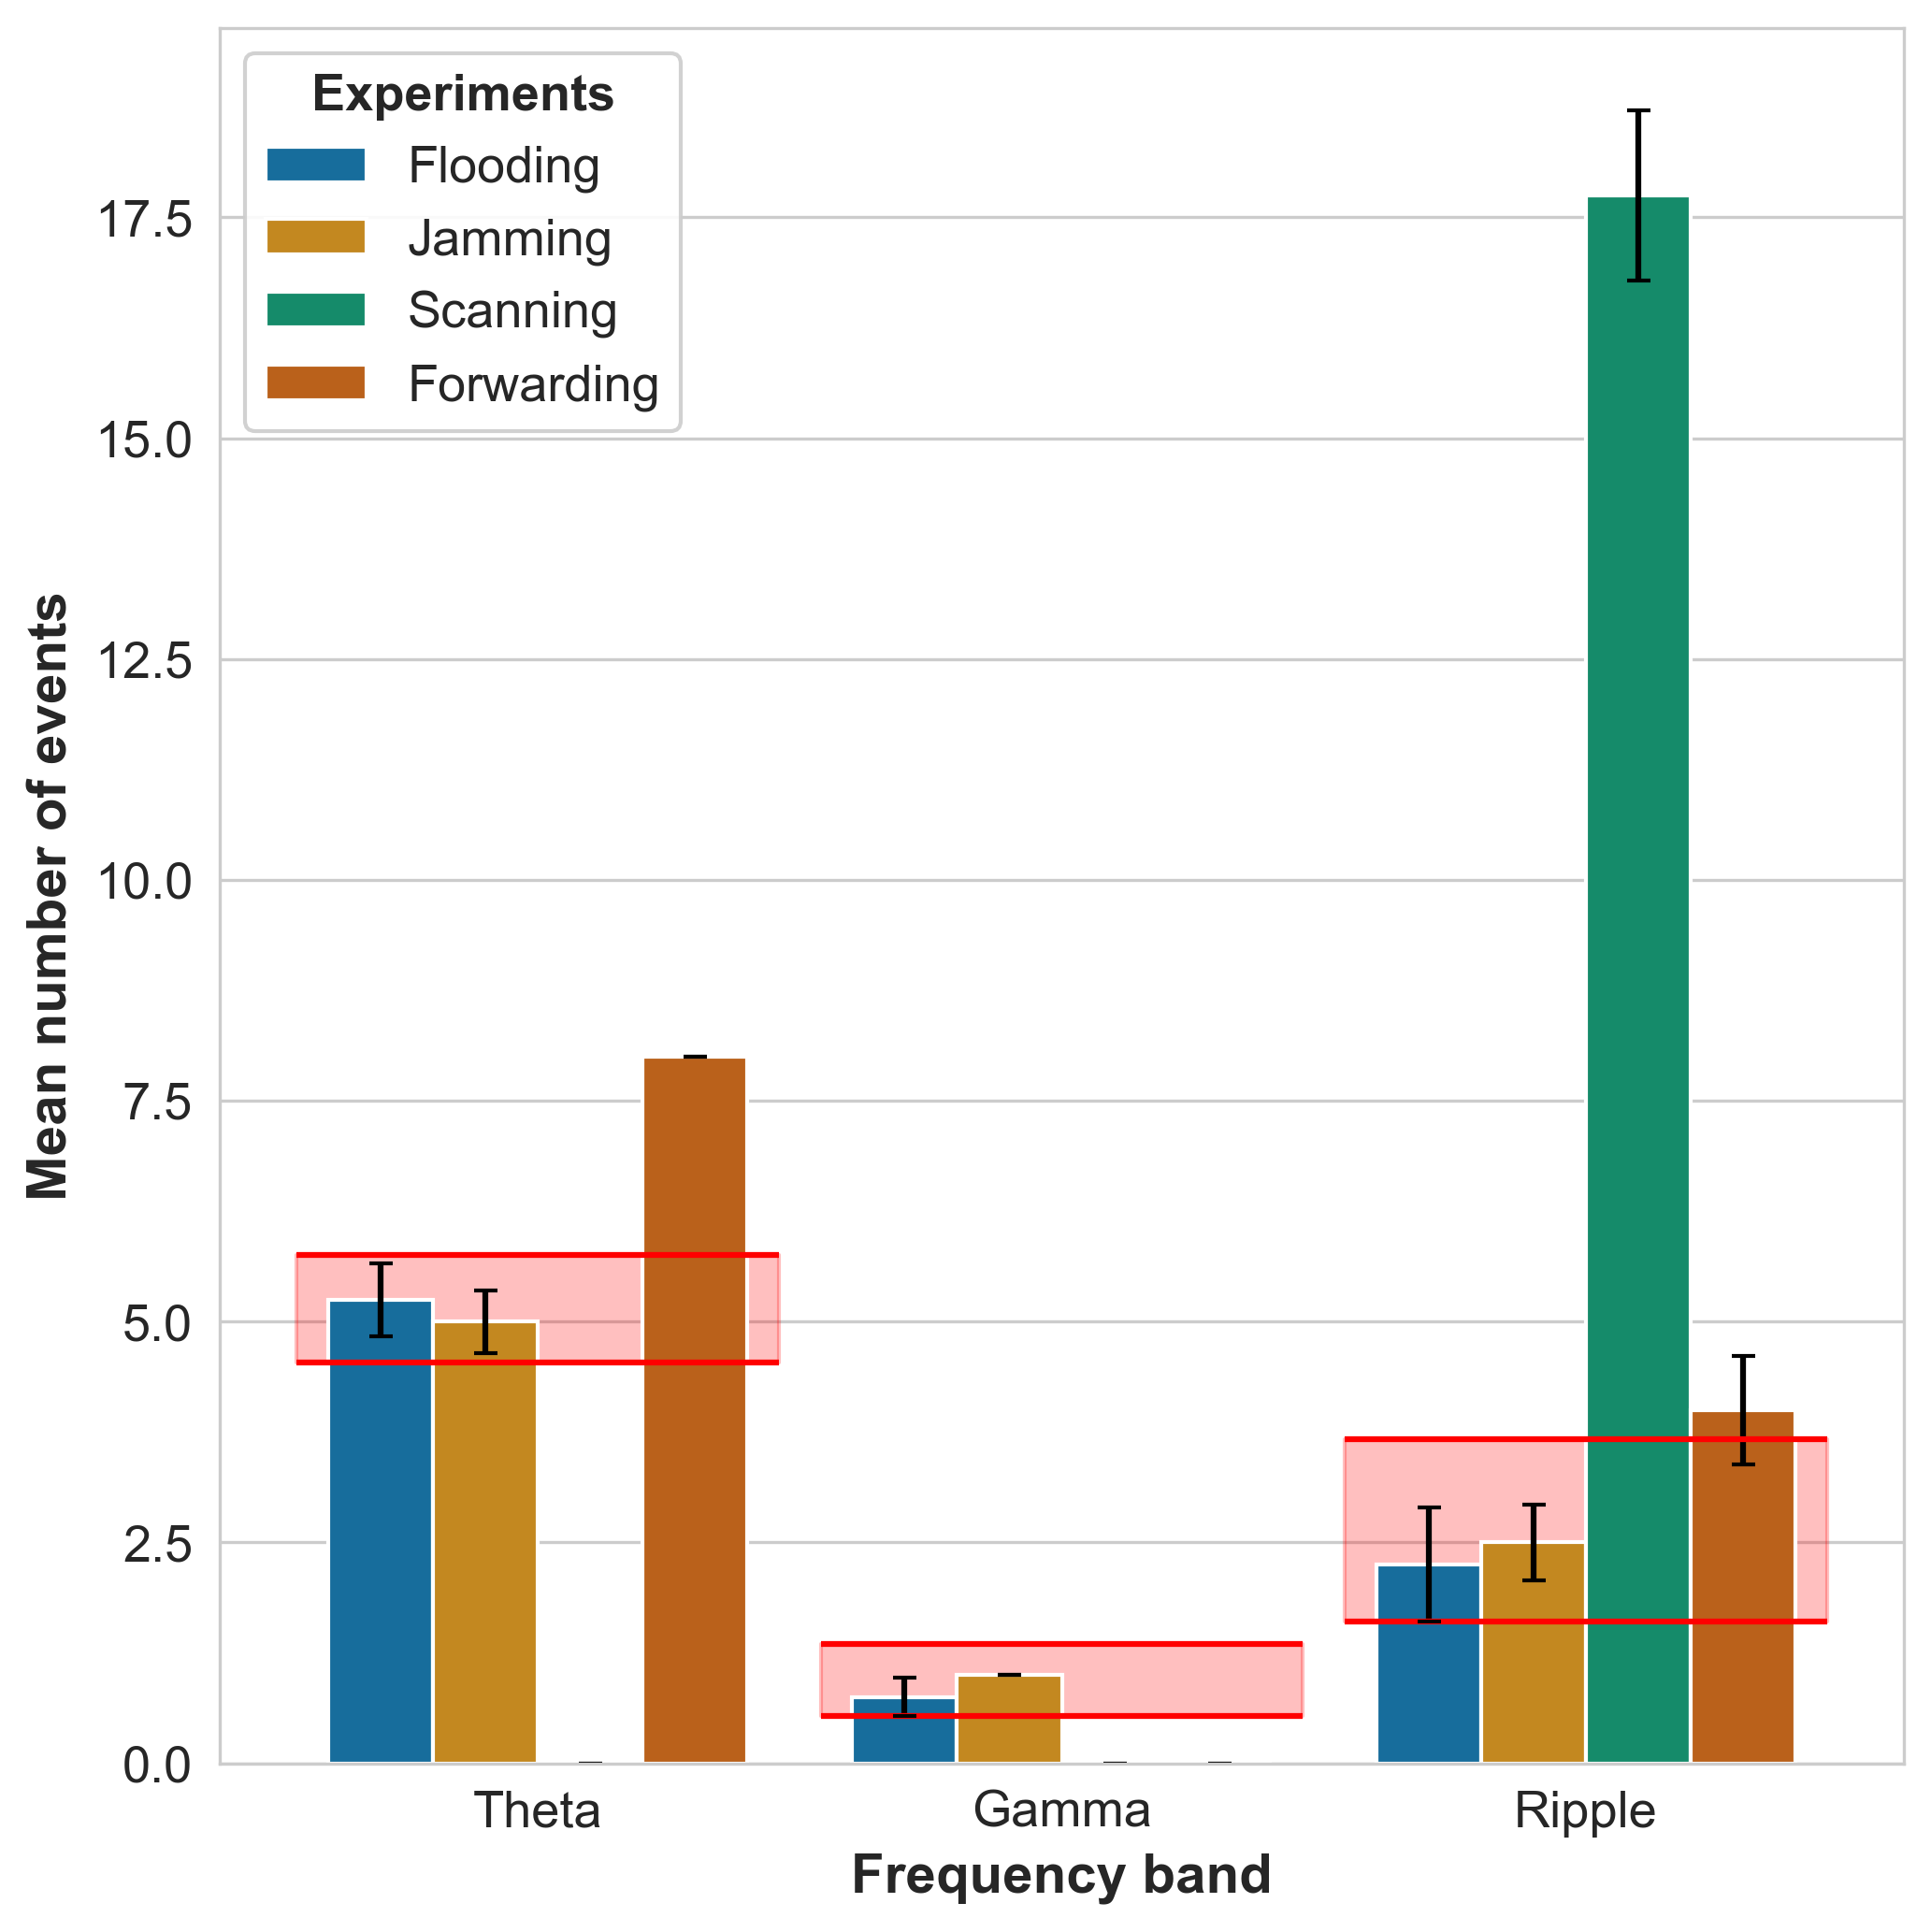 Experiments
Flooding
Jamming
Scanning
Forwarding
17.5
15.0
12.5
10.0
7.5
5.0
2.5
0.0
Mean number of events
Theta
Gamma
Ripple
Frequency band